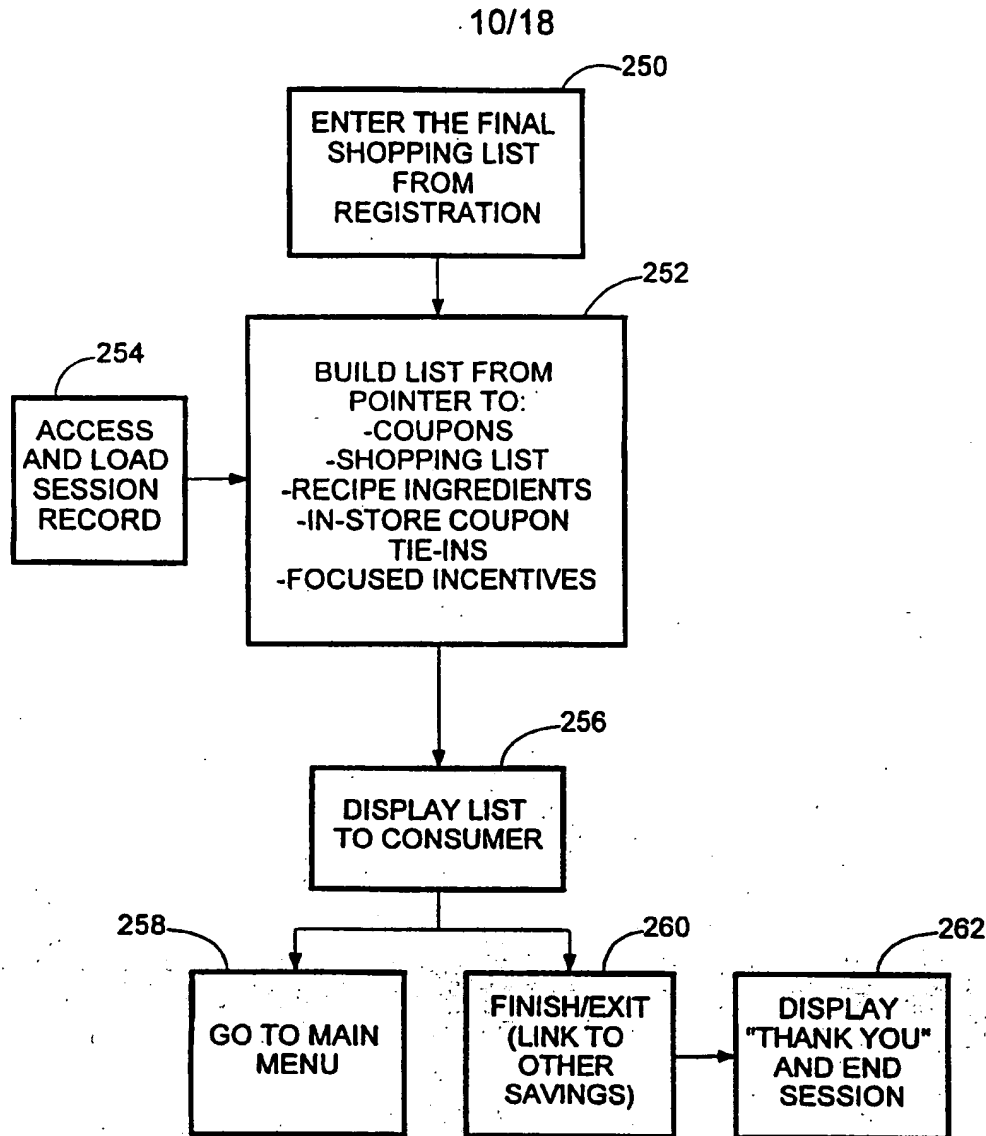 10/18
250
ENTER THE FINAL
SHOPPING LIST
FROM
REGISTRATION
252
BUILD LIST FROM
POINTER TO:
-COUPONS
-SHOPPING LIST
-RECIPE INGREDIENTS
-IN-STORE COUPON
TIE-INS
-FOCUSED INCENTIVES
254
ACCESS
AND LOAD
SESSION
RECORD
256
DISPLAY LIST
TO CONSUMER
258
GO TO MAIN
MENU
260
FINISH/EXIT
(LINK TO
OTHER
SAVINGS)
262
DISPLAY
"THANK YOU"
AND END
SESSION